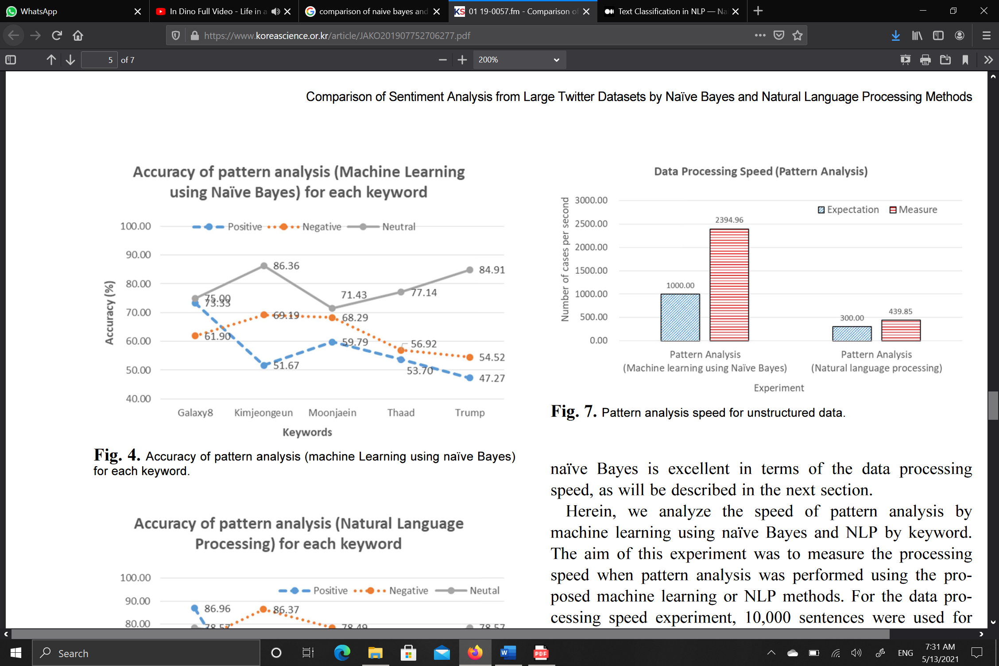 WhatsApp
In Dino Full Video - Life in a
comparison of naive bayes and
KS 01 19-0057.fm - Comparison of
Text Classification in NLP — Na
https://www.koreascience.or.kr/article/JAKO201907752706277.pdf
5 of 7
200%
Comparison of Sentiment Analysis from Large Twitter Datasets by Naïve Bayes and Natural Language Processing Methods
Accuracy of pattern analysis (Machine Learning
using Naïve Bayes) for each keyword
Positive Negative Neutral
100.00
90.00
80.00
70.00
60.00
50.00
40.00
Accuracy (%)
75.00 86.36 71.43 77.14 84.91
61.90 69.19 68.29 56.92 54.52
73.33 51.67 59.79 53.70 47.27
Galaxy8 Kimjeongeun Moonjaein Thaad Trump
Keywords
Fig. 4. Accuracy of pattern analysis (machine Learning using naïve Bayes)
for each keyword.
Accuracy of pattern analysis (Natural Language
Processing) for each keyword
100.00
Positive Negative Neutal
90.00
86.96 86.37
80.00
78.57 78.49 78.57
Data Processing Speed (Pattern Analysis)
Expectation Measure
Number of cases per second
3000.00
2500.00
2000.00
1500.00
1000.00
500.00
0.00
1000.00 2394.96 300.00 439.85
Pattern Analysis
(Machine learning using Naïve Bayes)
Pattern Analysis
(Natural language processing)
Experiment
Fig. 7. Pattern analysis speed for unstructured data.
naïve Bayes is excellent in terms of the data processing
speed, as will be described in the next section.
Herein, we analyze the speed of pattern analysis by
machine learning using naïve Bayes and NLP by keyword.
The aim of this experiment was to measure the processing
speed when pattern analysis was performed using the pro-
posed machine learning or NLP methods. For the data pro-
cessing speed experiment, 10,000 sentences were used for
Search
W
PDF
ENG
7:31 AM
5/13/2021